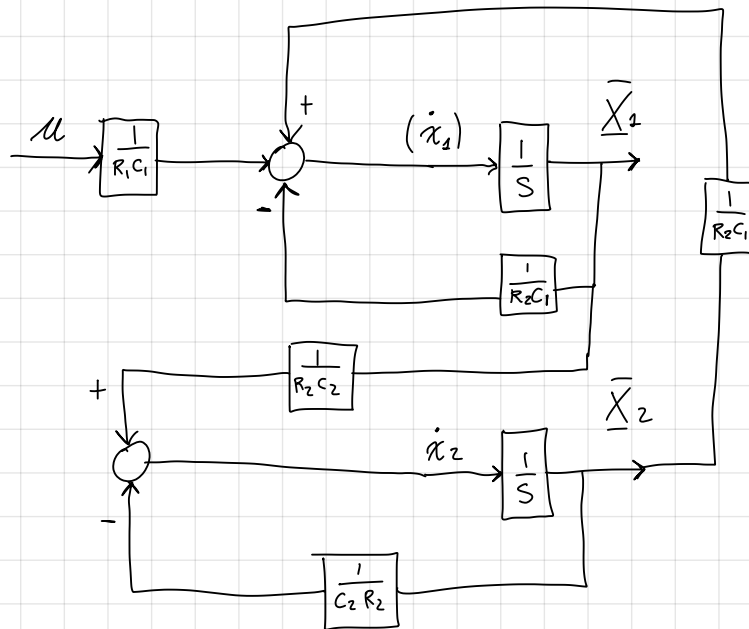 +
u
1
R₁C₁
(ẋ₁)
1
S
X̅₁
-
1
R₂C₁
1
R₂C₁
1
R₂C₂
+
ẋ₂
1
S
X̅₂
-
1
C₂R₂